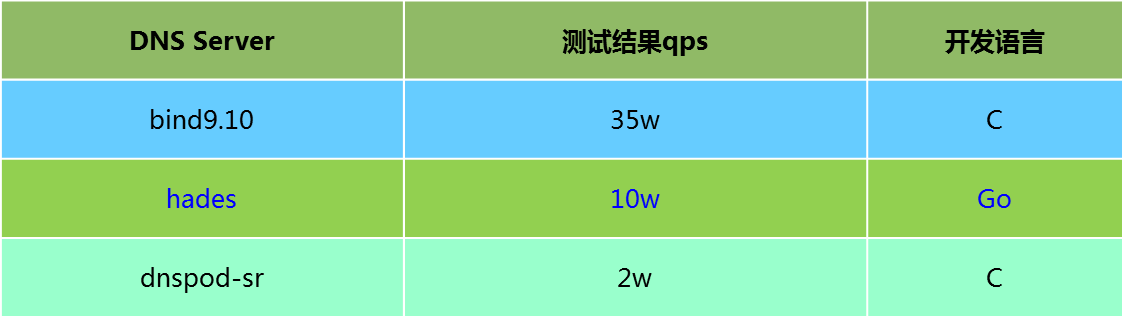 DNS Server 测试结果qps 开发语言
bind9.10 35w C
hades 10w Go
dnspod-sr 2w C